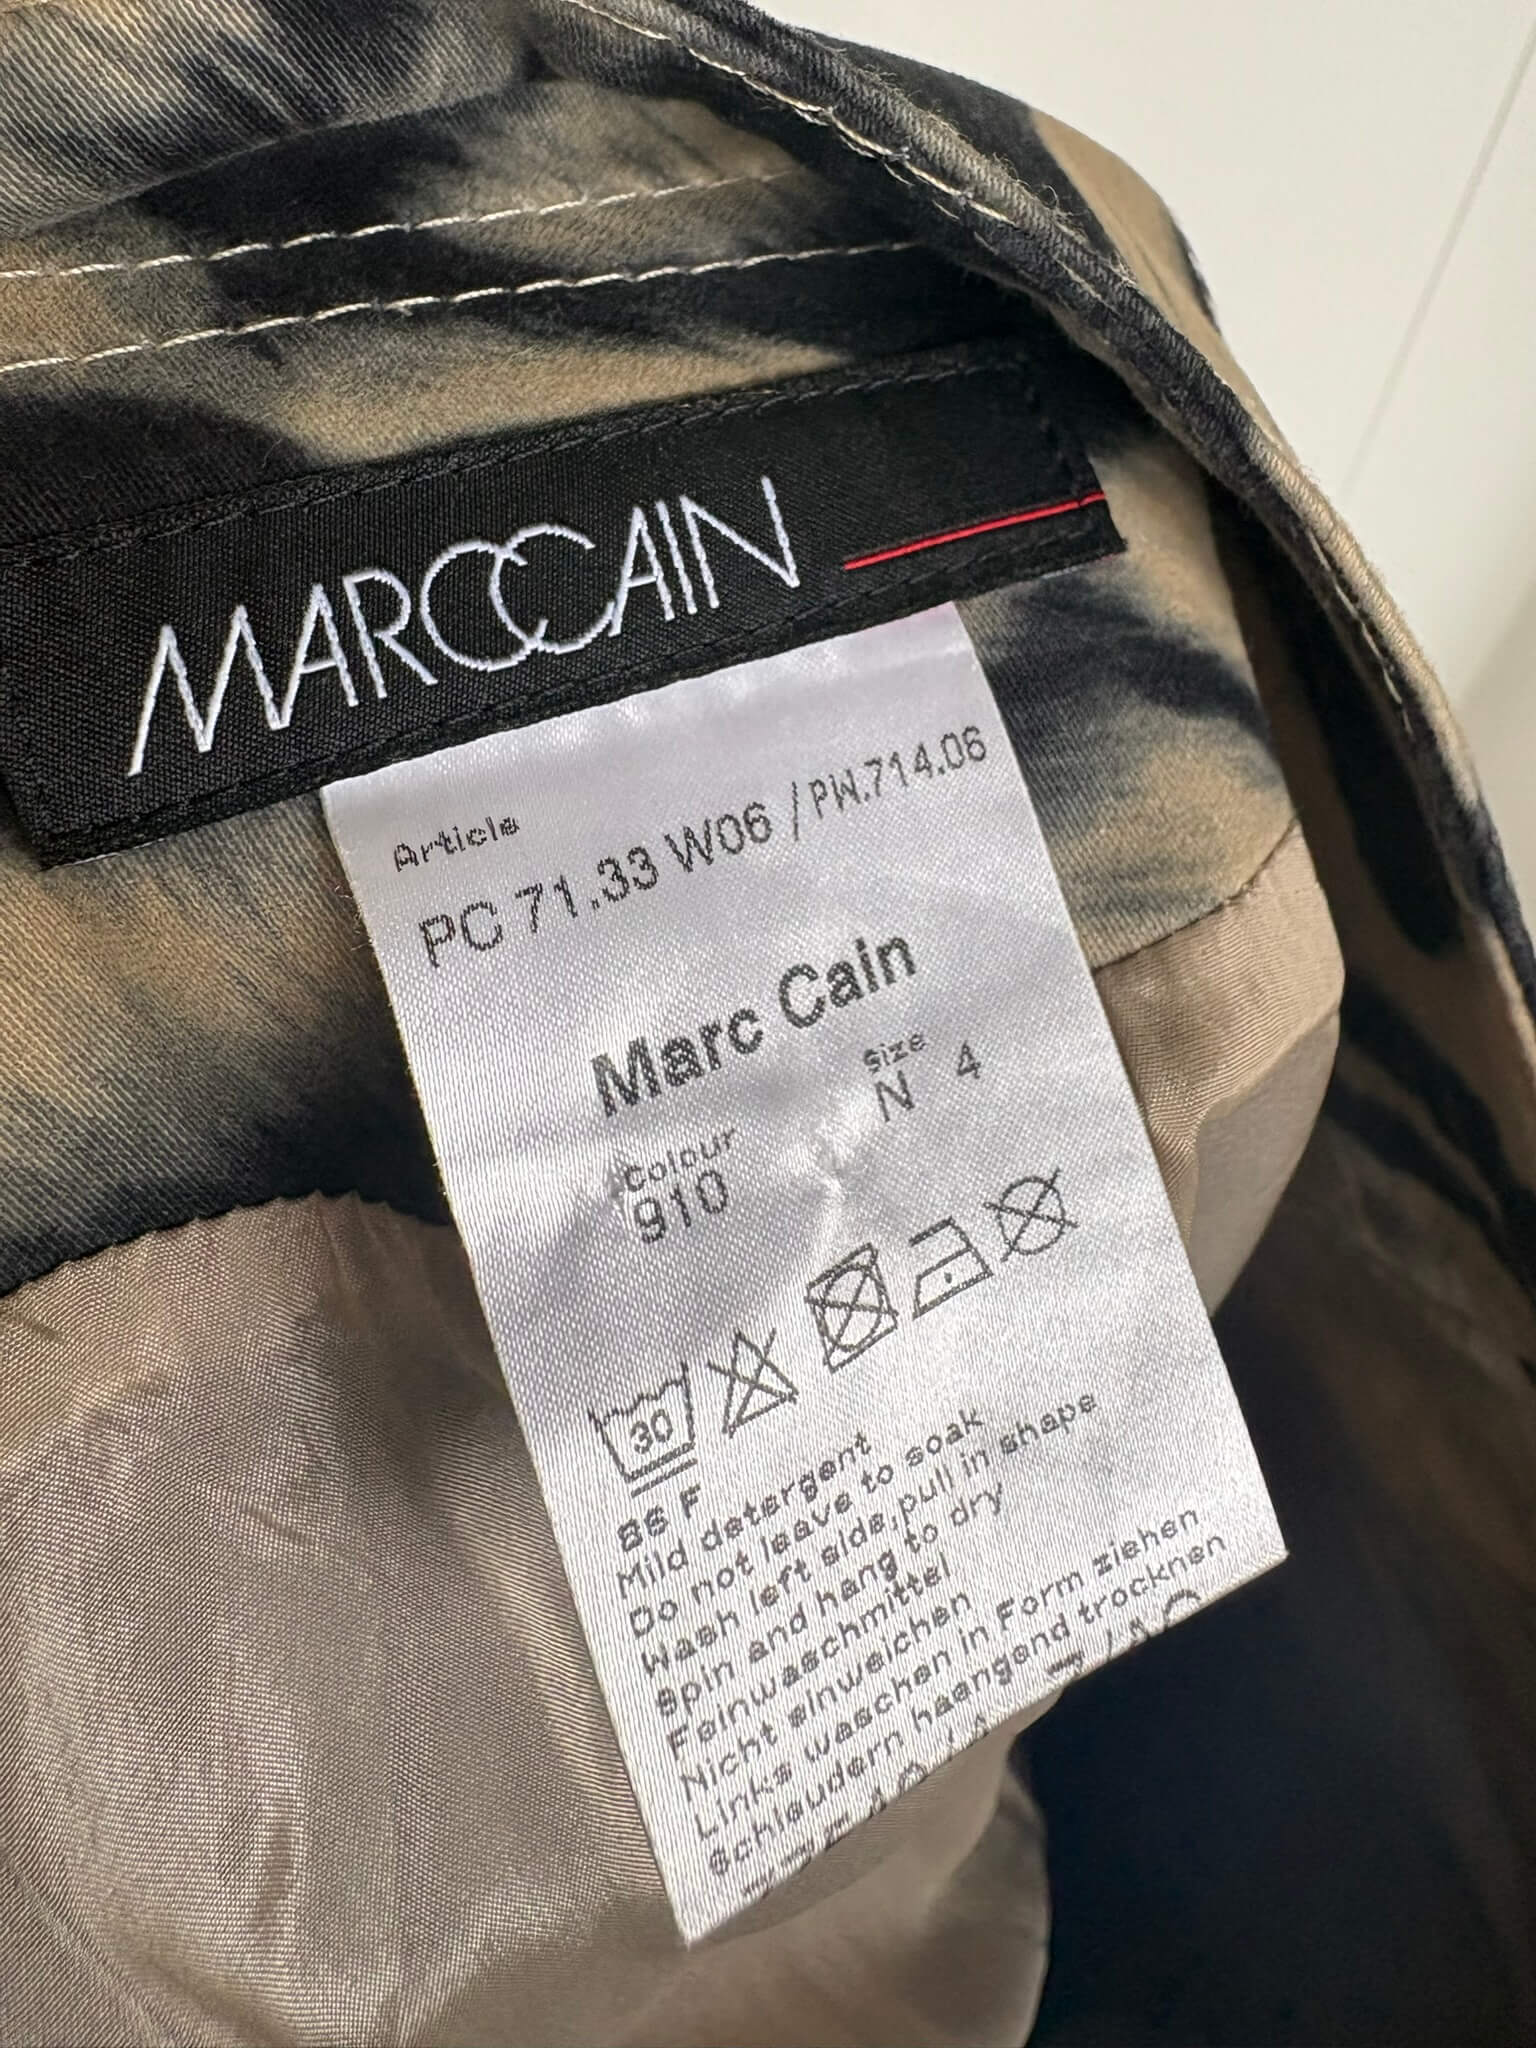 MARCCAIN
Article
PC 71.33 W06 / PW.714.06
Marc Cain
Colour
size
910
N 4
30
86 F
Mild detergent
Do not leave to soak
Wash left side, pull in shape
spin and hang to dry
Feinwaschmittel
Nicht einweichen
Links waschen in Form ziehen
Schleudern haengend trocknen